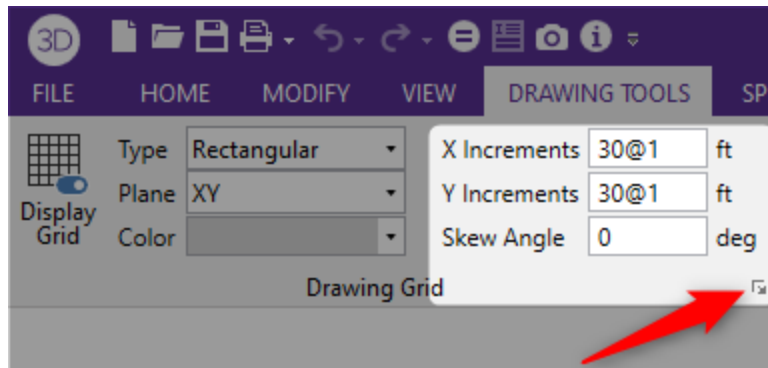 3D
FILE HOME MODIFY VIEW DRAWING TOOLS SP
Type Rectangular X Increments 30@1 ft
Plane XY Y Increments 30@1 ft
Display Grid Color Skew Angle 0 deg
Drawing Grid